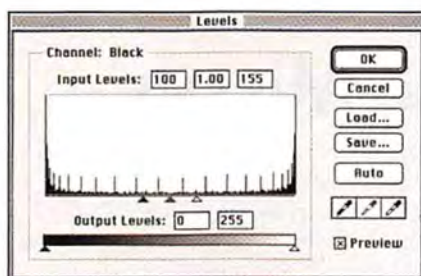 Levels
Channel: Black
Input Levels: 100 1.00 155
Output Levels: 0 255
OK
Cancel
Load...
Save...
Auto
Preview